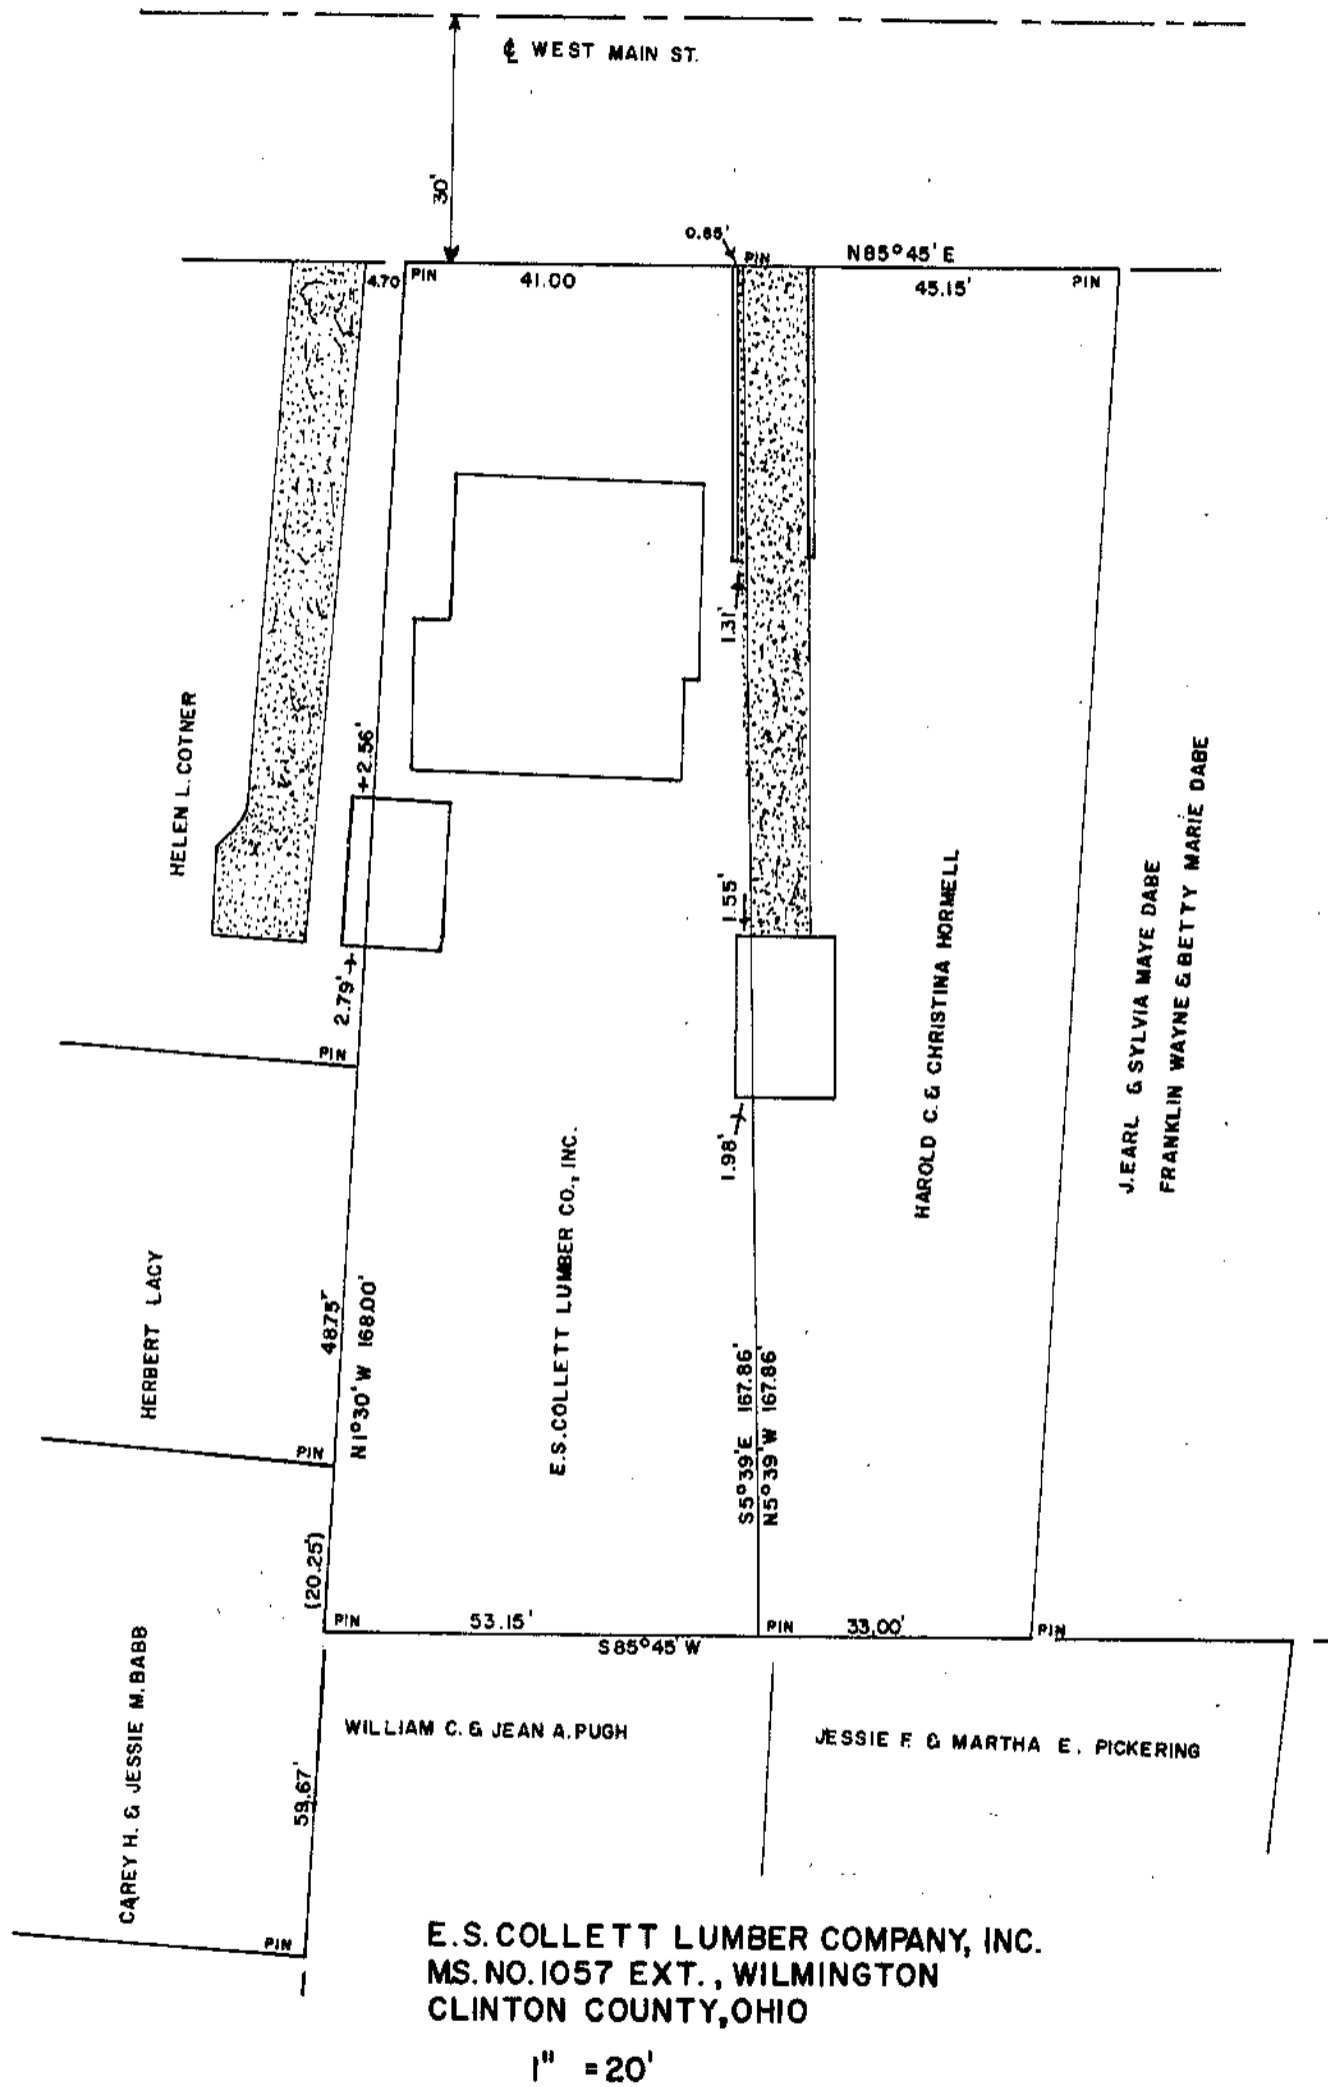 ℄ WEST MAIN ST.
30'
0.85'
PIN
N85°45'E
4.70
PIN
41.00
45.15'
PIN
1.31'
HELEN L. COTNER
2.56'
1.55'
2.79'
PIN
1.98'
HAROLD C. & CHRISTINA HORMELL
J. EARL & SYLVIA MAYE DABE
FRANKLIN WAYNE & BETTY MARIE DABE
E.S. COLLETT LUMBER CO., INC.
HERBERT LACY
48.75'
N1°30'W 168.00'
PIN
S5°39'E 167.86'
N5°39'W 167.86'
(20.25')
PIN
53.15'
PIN
33.00'
PIN
S85°45'W
CAREY H. & JESSIE M. BABB
WILLIAM C. & JEAN A. PUGH
JESSIE F. & MARTHA E. PICKERING
59.67'
PIN
E.S. COLLETT LUMBER COMPANY, INC.
MS. NO. 1057 EXT., WILMINGTON
CLINTON COUNTY, OHIO
1" = 20'